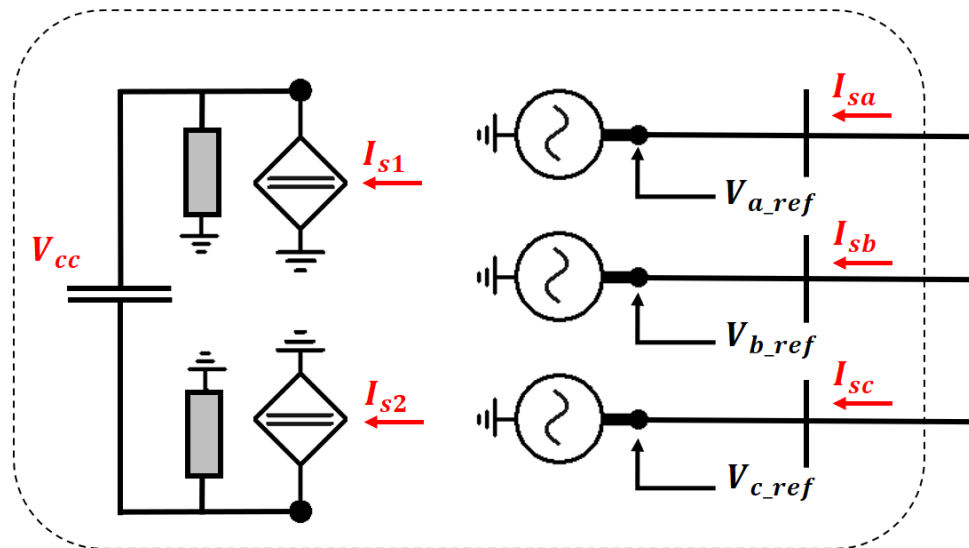 I_sa
I_s1
V_a_ref
I_sb
V_cc
V_b_ref
I_s2
I_sc
V_c_ref